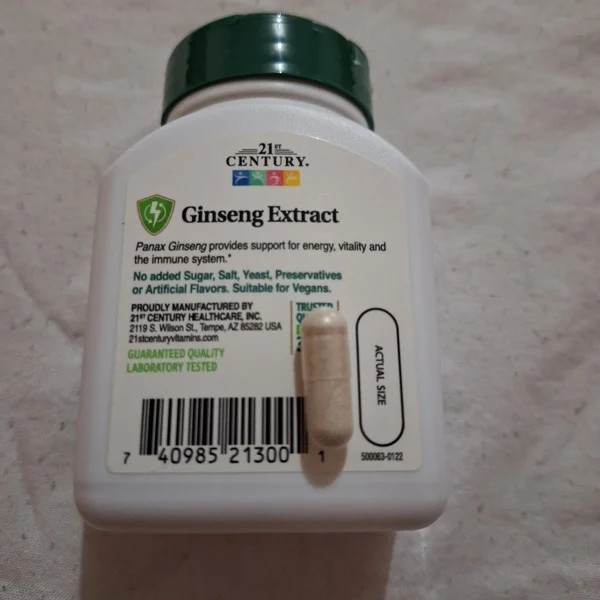 21ST
CENTURY®
Ginseng Extract
Panax Ginseng provides support for energy, vitality and
the immune system.*
No added Sugar, Salt, Yeast, Preservatives
or Artificial Flavors. Suitable for Vegans.
PROUDLY MANUFACTURED BY
21ST CENTURY HEALTHCARE, INC.
2119 S. Wilson St., Tempe, AZ 85282 USA
21stcenturyvitamins.com
GUARANTEED QUALITY
LABORATORY TESTED
TRUSTED
ACTUAL SIZE
7 40985 21300 1
500063-0122